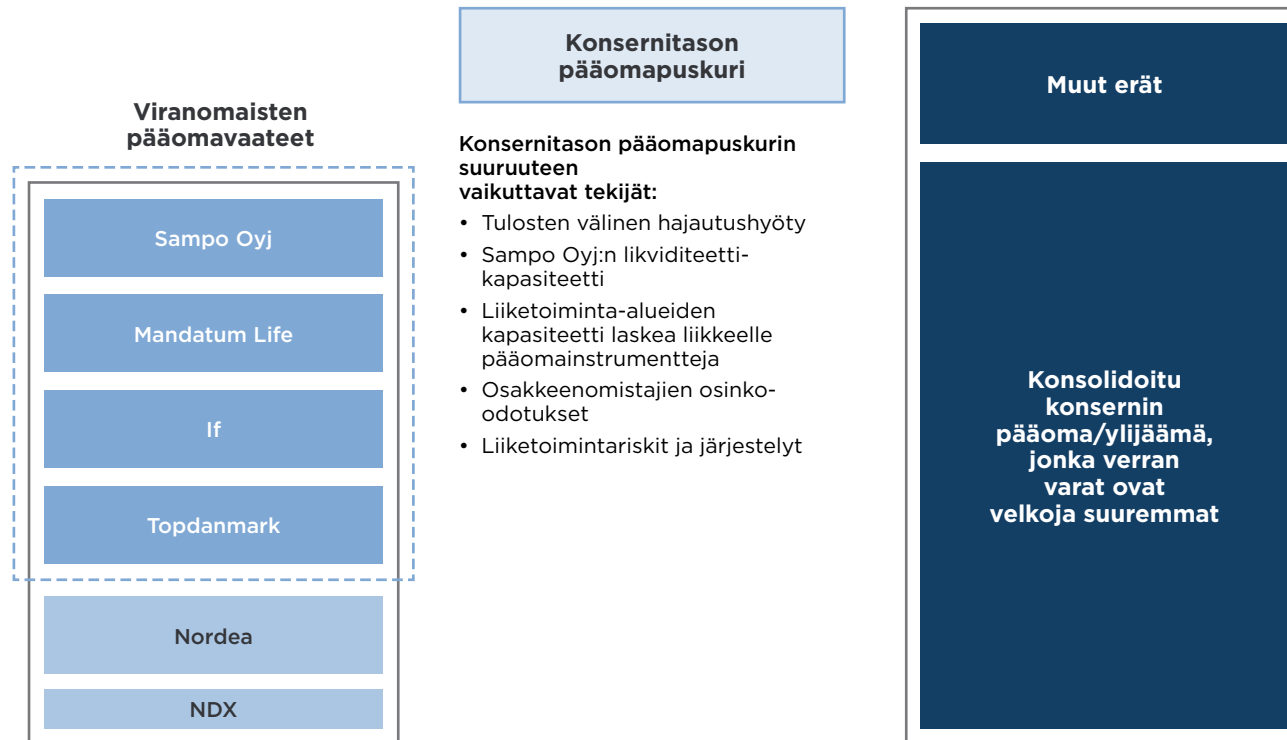 Viranomaisten
pääomavaateet
Sampo Oyj
Mandatum Life
If
Topdanmark
Nordea
NDX
Konsernitason
pääomapuskuri
Konsernitason pääomapuskurin
suuruuteen
vaikuttavat tekijät:
• Tulosten välinen hajautushyöty
• Sampo Oyj:n likviditeetti-
kapasiteetti
• Liiketoiminta-alueiden
kapasiteetti laskea liikkeelle
pääomainstrumentteja
• Osakkeenomistajien osinko-
odotukset
• Liiketoimintariskit ja järjestelyt
Muut erät
Konsolidoitu
konsernin
pääoma/ylijäämä,
jonka verran
varat ovat
velkoja suuremmat